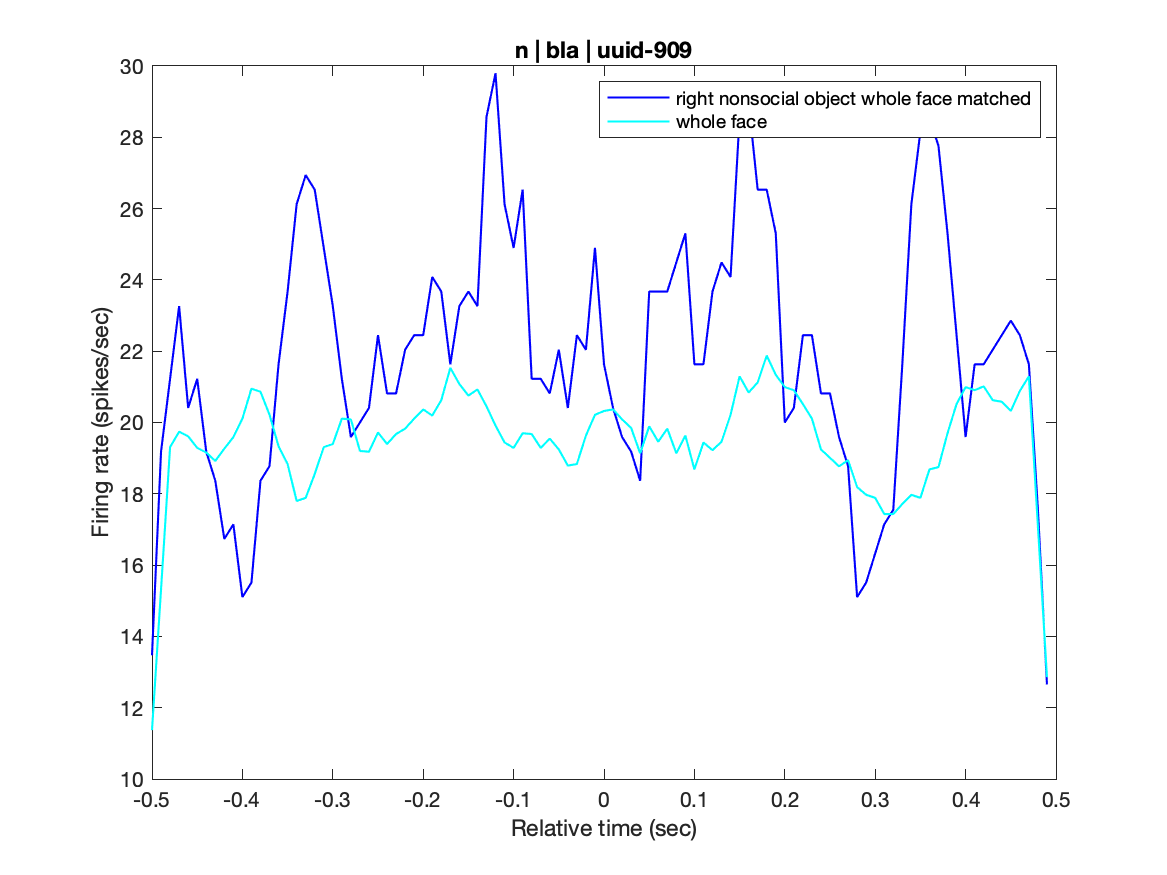 n | bla | uuid-909
right nonsocial object whole face matched
whole face
Firing rate (spikes/sec)
30
28
26
24
22
20
18
16
14
12
10
-0.5 -0.4 -0.3 -0.2 -0.1 0 0.1 0.2 0.3 0.4 0.5
Relative time (sec)